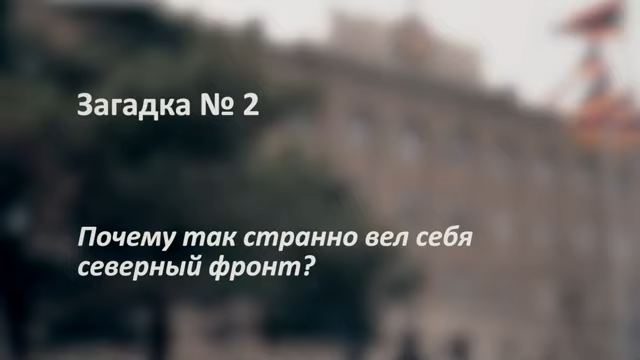 Загадка № 2
Почему так странно вел себя
северный фронт?